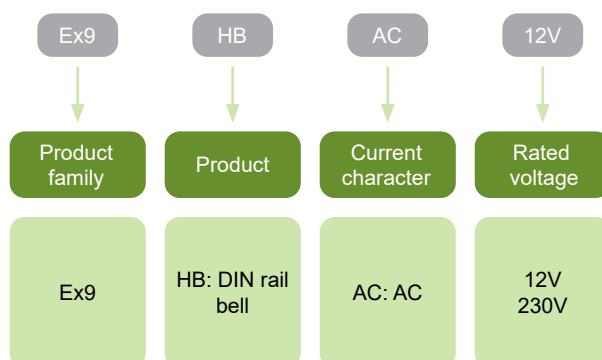 Ex9 HB AC 12V
Product family
Product
Current character
Rated voltage
Ex9
HB: DIN rail bell
AC: AC
12V
230V